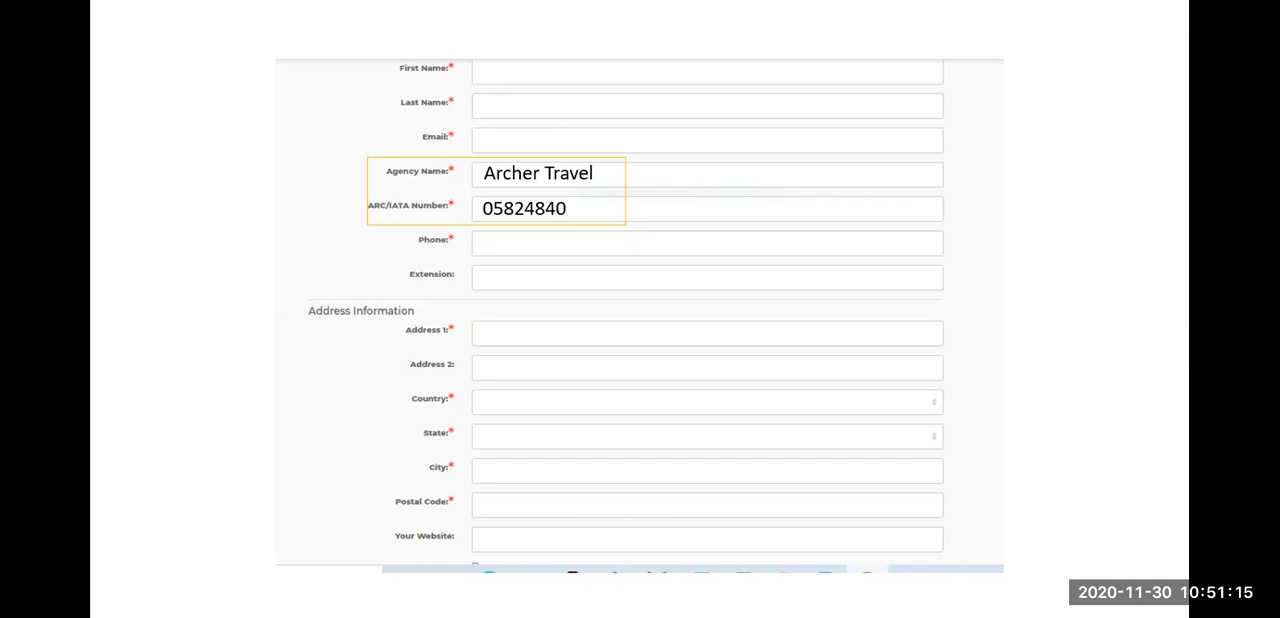 First Name:*
Last Name:*
Email:*
Agency Name:* Archer Travel
ARC/IATA Number:* 05824840
Phone:*
Extension:
Address Information
Address 1:*
Address 2:
Country:*
State:*
City:*
Postal Code:*
Your Website:
2020-11-30 10:51:15